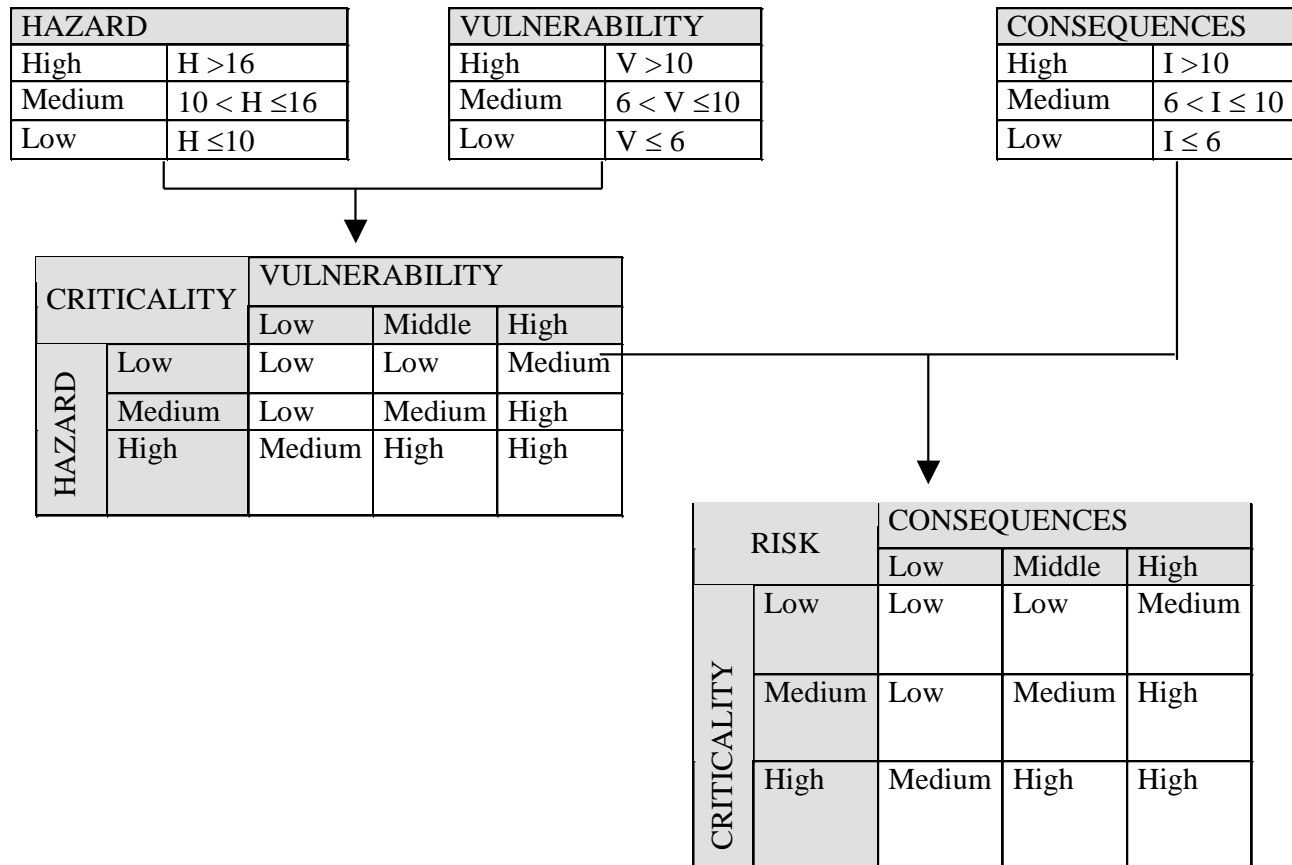 HAZARD
High H >16
Medium 10 < H ≤16
Low H ≤10
VULNERABILITY
High V >10
Medium 6 < V ≤10
Low V ≤ 6
CONSEQUENCES
High I >10
Medium 6 < I ≤ 10
Low I ≤ 6
CRITICALITY VULNERABILITY
Low Middle High
HAZARD
Low Low Low Medium
Medium Low Medium High
High Medium High High
RISK CONSEQUENCES
Low Middle High
CRITICALITY
Low Low Low Medium
Medium Low Medium High
High Medium High High